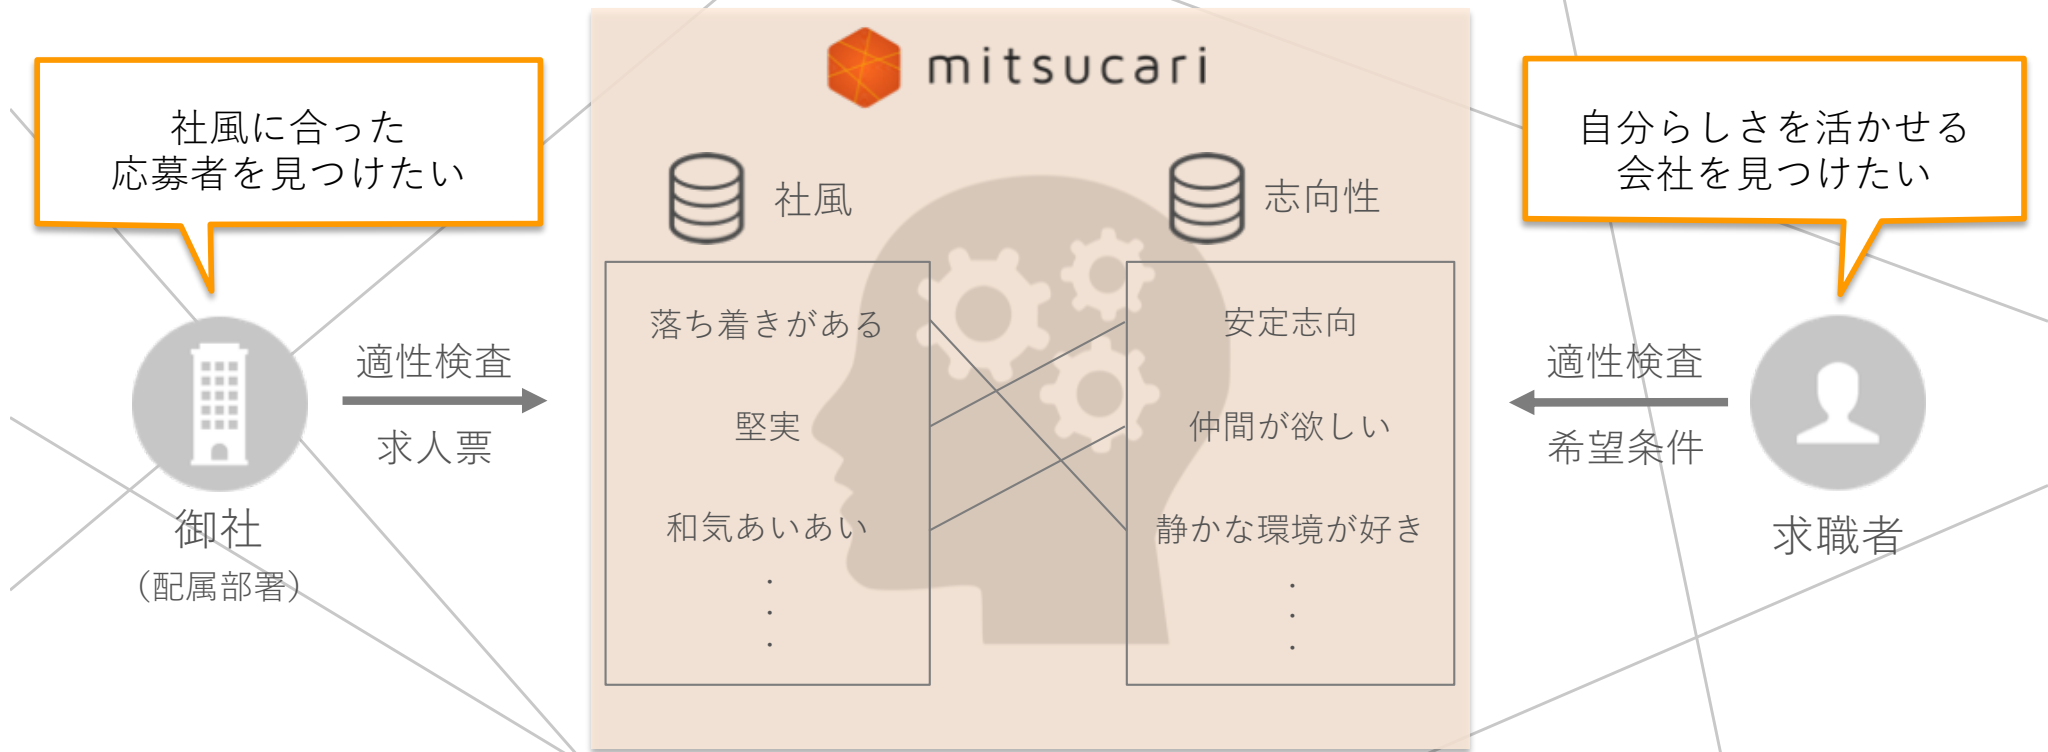 mitsucari
社風に合った
応募者を見つけたい
自分らしさを活かせる
会社を見つけたい
社風
志向性
落ち着きがある
堅実
和気あいあい
・
・
・
安定志向
仲間が欲しい
静かな環境が好き
・
・
・
適性検査
求人票
御社
（配属部署）
適性検査
希望条件
求職者